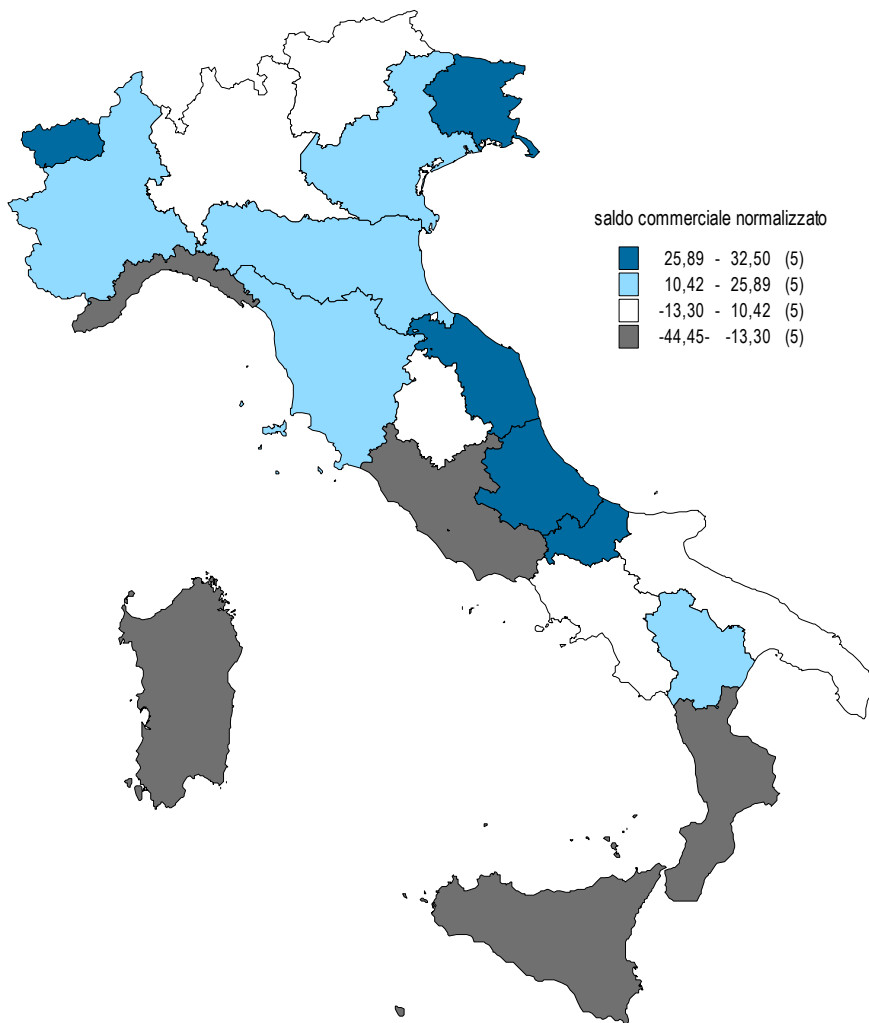 saldo commerciale normalizzato
25,89 - 32,50 (5)
10,42 - 25,89 (5)
-13,30 - 10,42 (5)
-44,45- -13,30 (5)